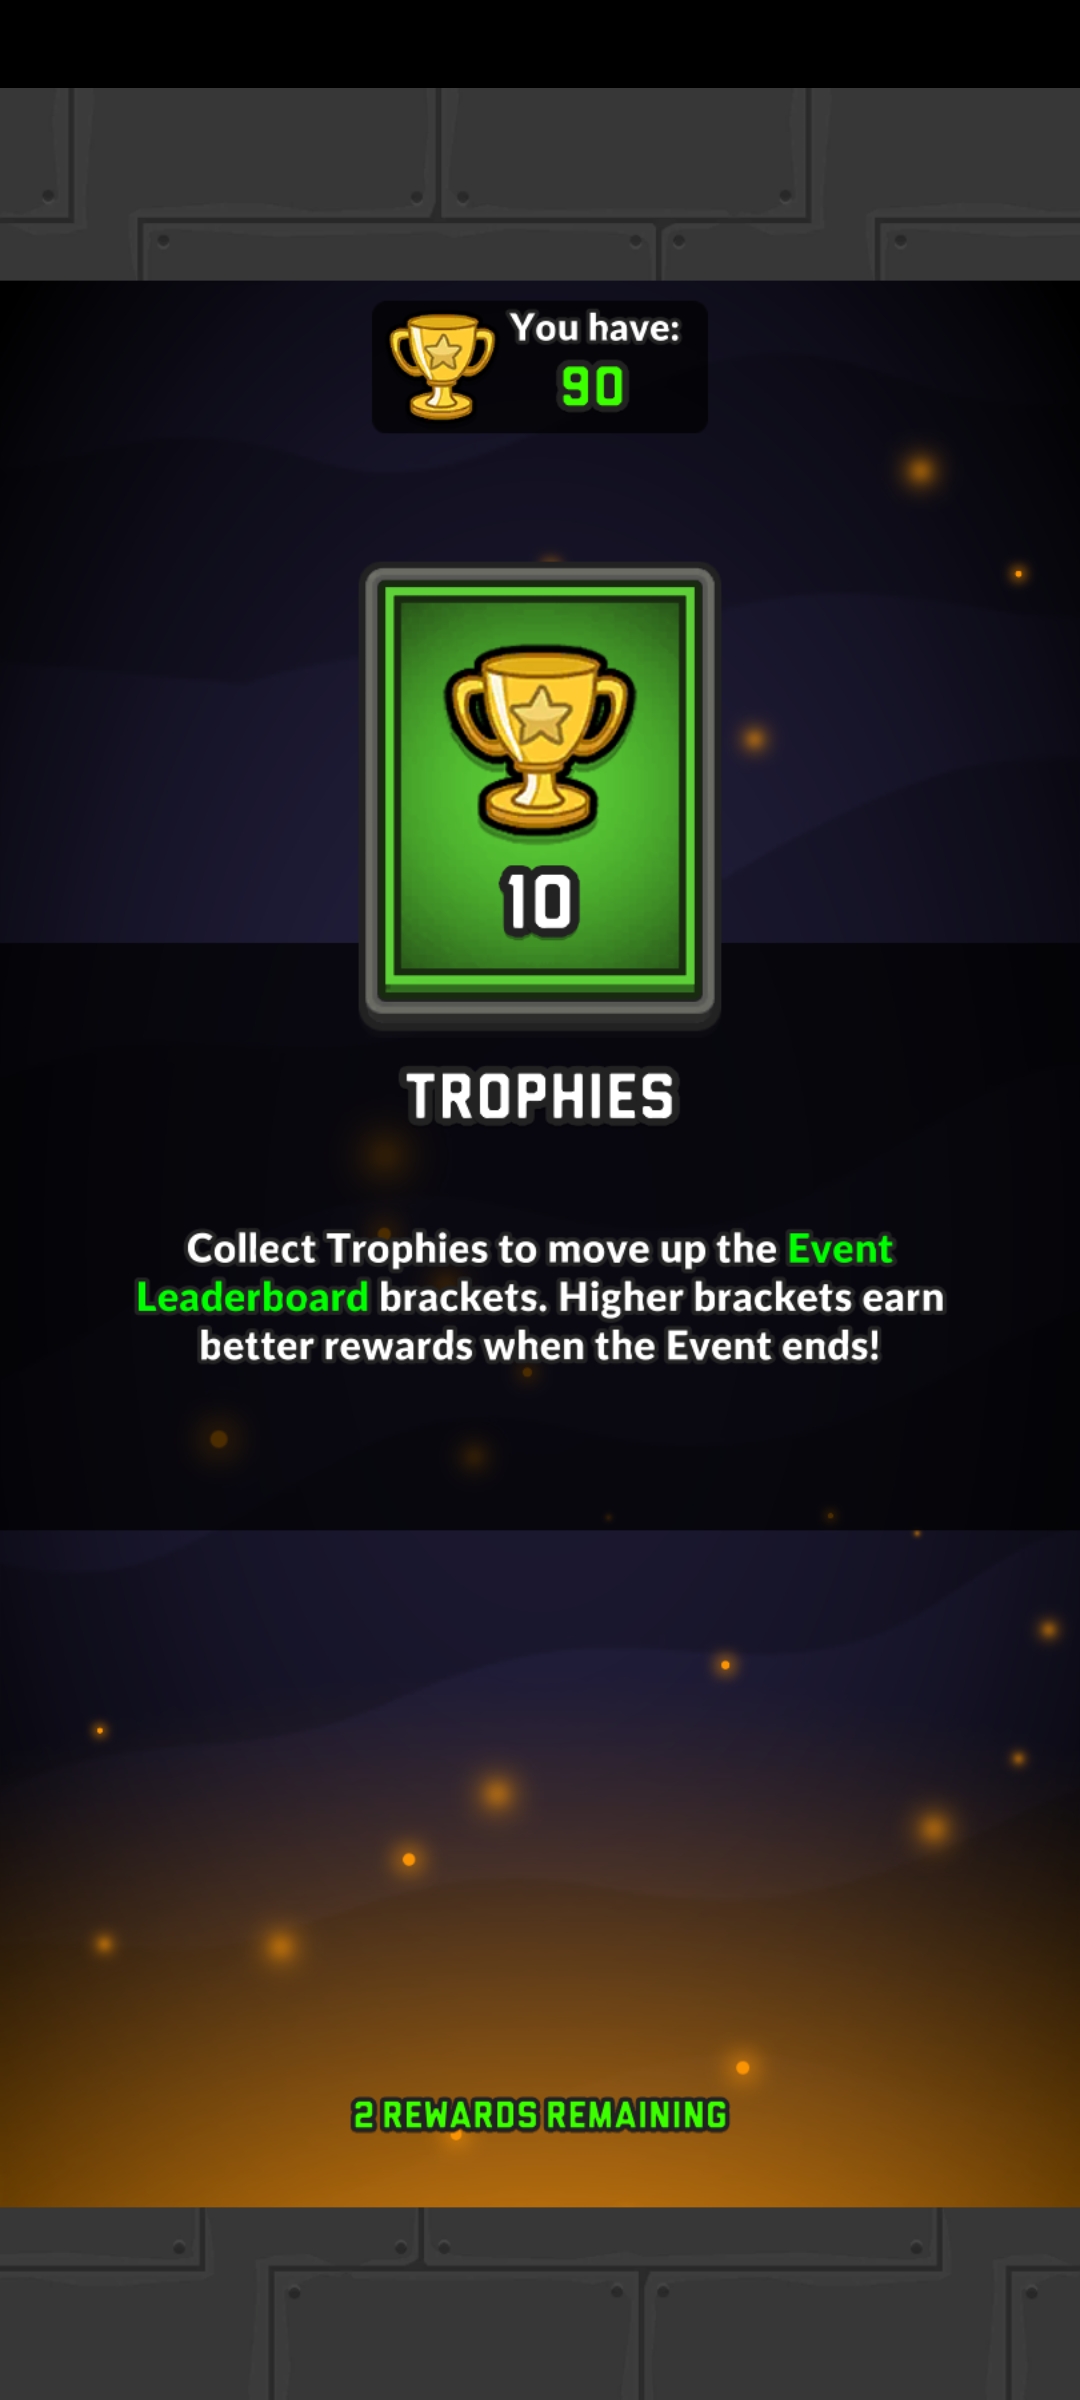 You have:
90
10
TROPHIES
Collect Trophies to move up the Event
Leaderboard brackets. Higher brackets earn
better rewards when the Event ends!
2 REWARDS REMAINING